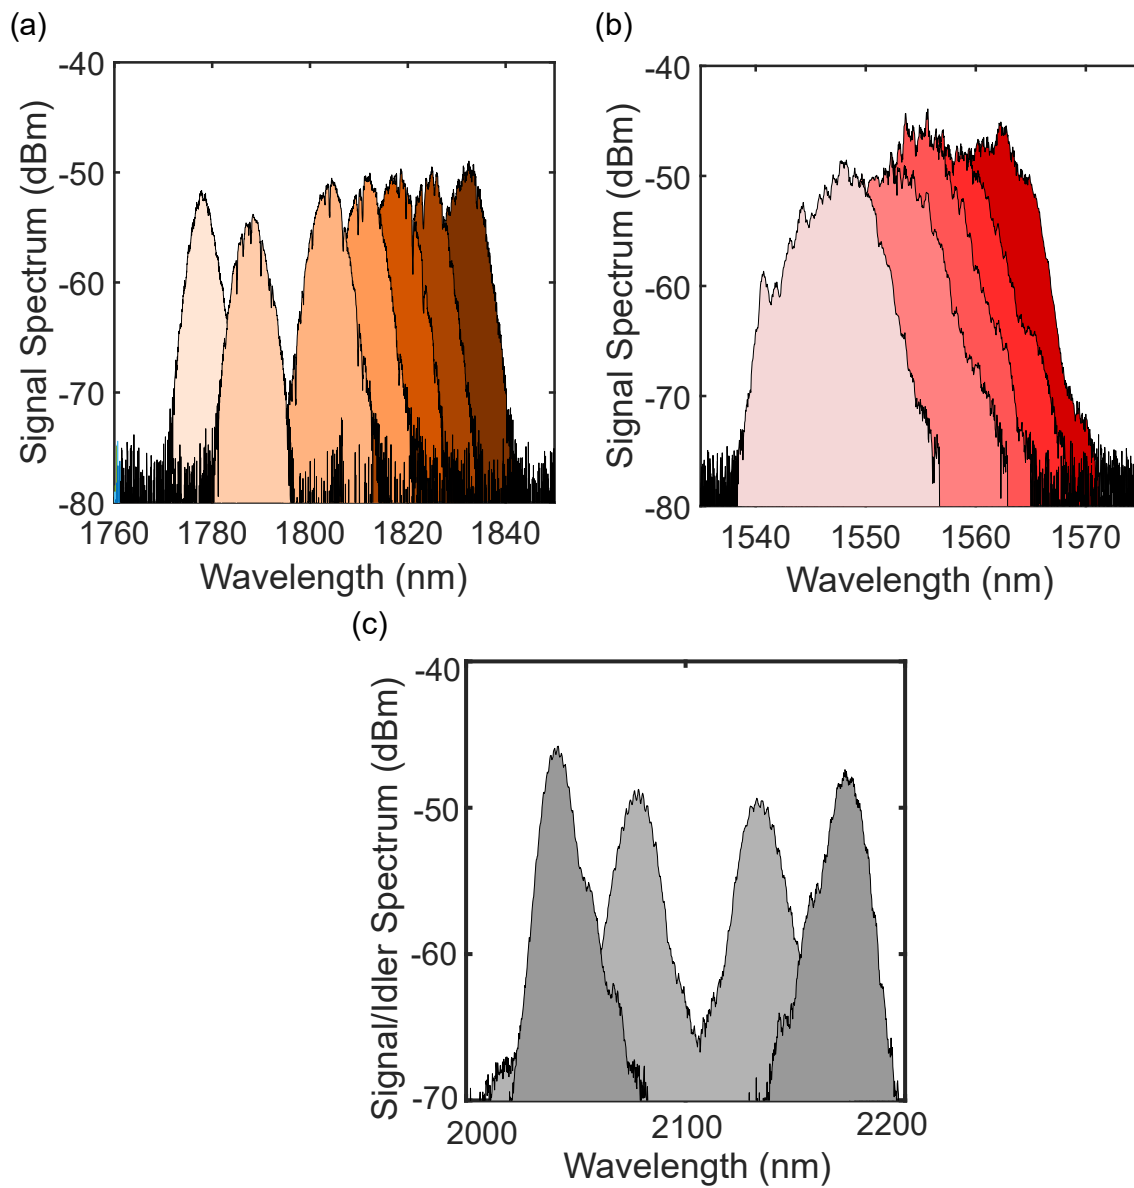 (a)
-40
-50
-60
-70
-80
Signal Spectrum (dBm)
1760 1780 1800 1820 1840
Wavelength (nm)
(b)
-40
-50
-60
-70
-80
Signal Spectrum (dBm)
1540 1550 1560 1570
Wavelength (nm)
(c)
-40
-50
-60
-70
Signal/Idler Spectrum (dBm)
2000 2100 2200
Wavelength (nm)